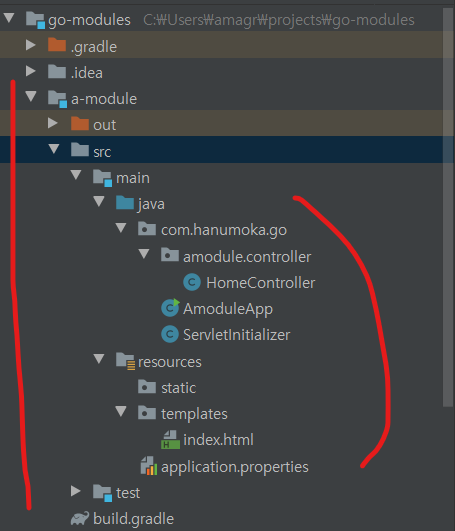 go-modules C:₩Users₩amagr₩projects₩go-modules
.gradle
.idea
a-module
out
src
main
java
com.hanumoka.go
amodule.controller
HomeController
AmoduleApp
ServletInitializer
resources
static
templates
index.html
application.properties
test
build.gradle